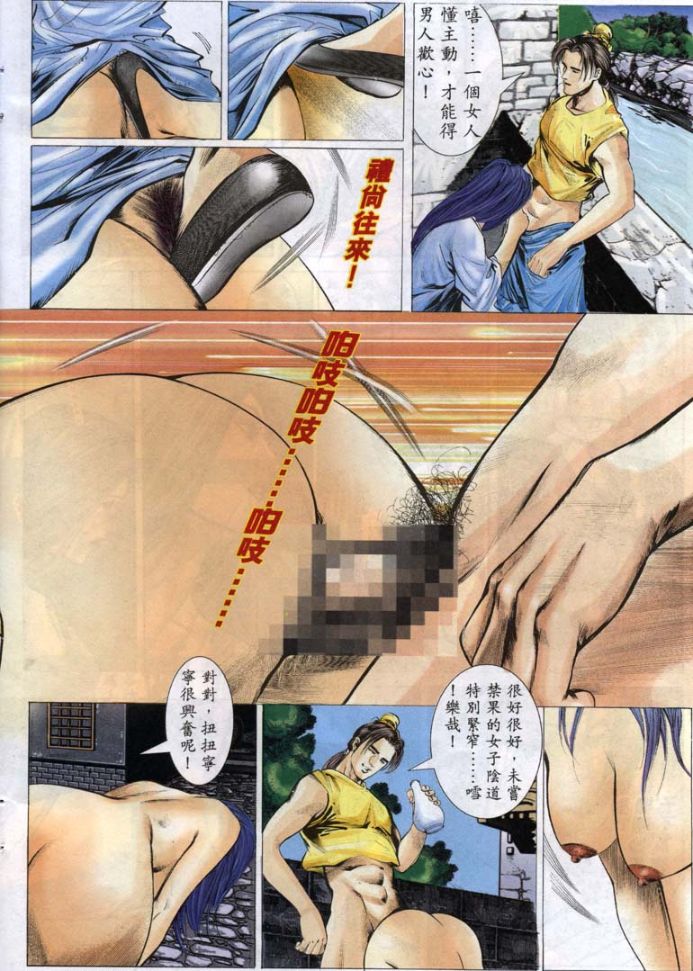 嘻……一個女人
懂主動，才能得
男人歡心！
禮尚往來！
咱吱咱吱……咱吱……
很好很好，未嘗
禁果的女子陰道
特別緊窄……嘻
！樂哉！
對對，扭扭寧
寧很興奮呢！